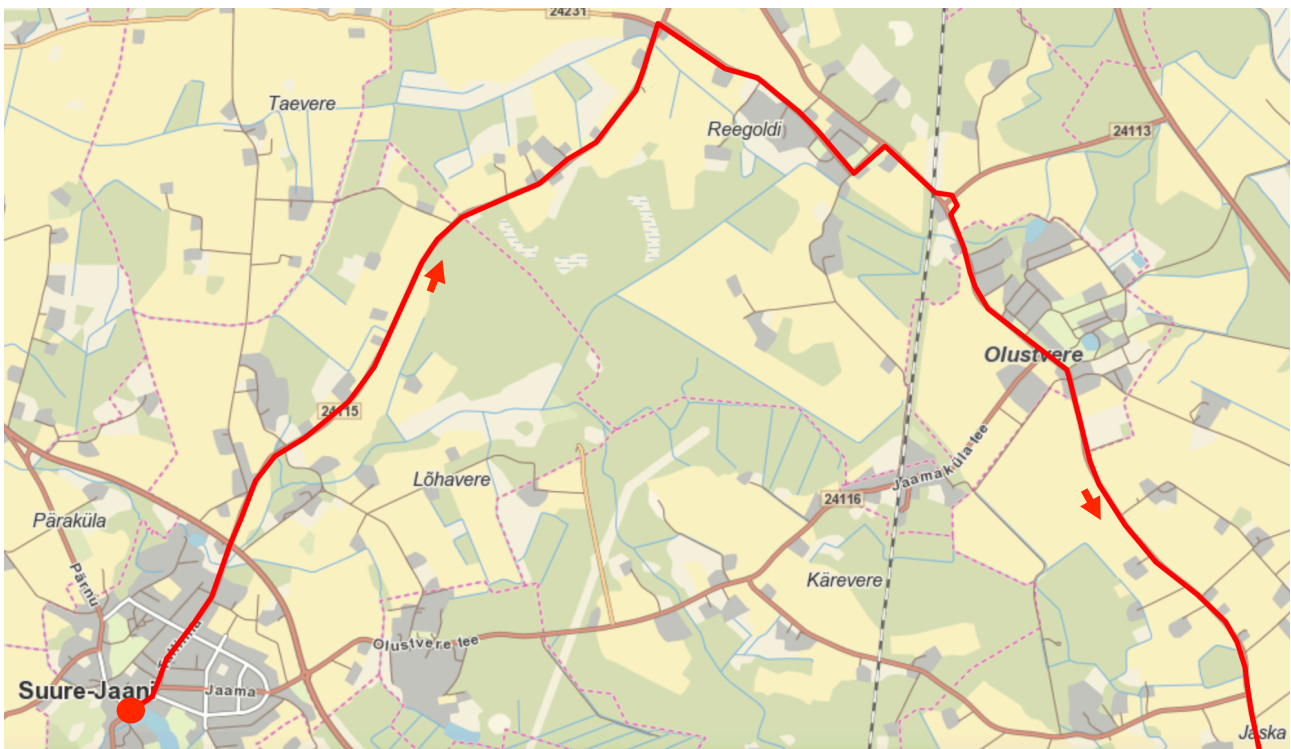 24231
Taevere
Reegoldi
24113
Olustvere
24115
Lõhavere
Jaamaküla tee
24116
Päraküla
Pärnu
Kärevere
Tallinna
Olustvere tee
Suure-Jaani
Jaama
Jaska